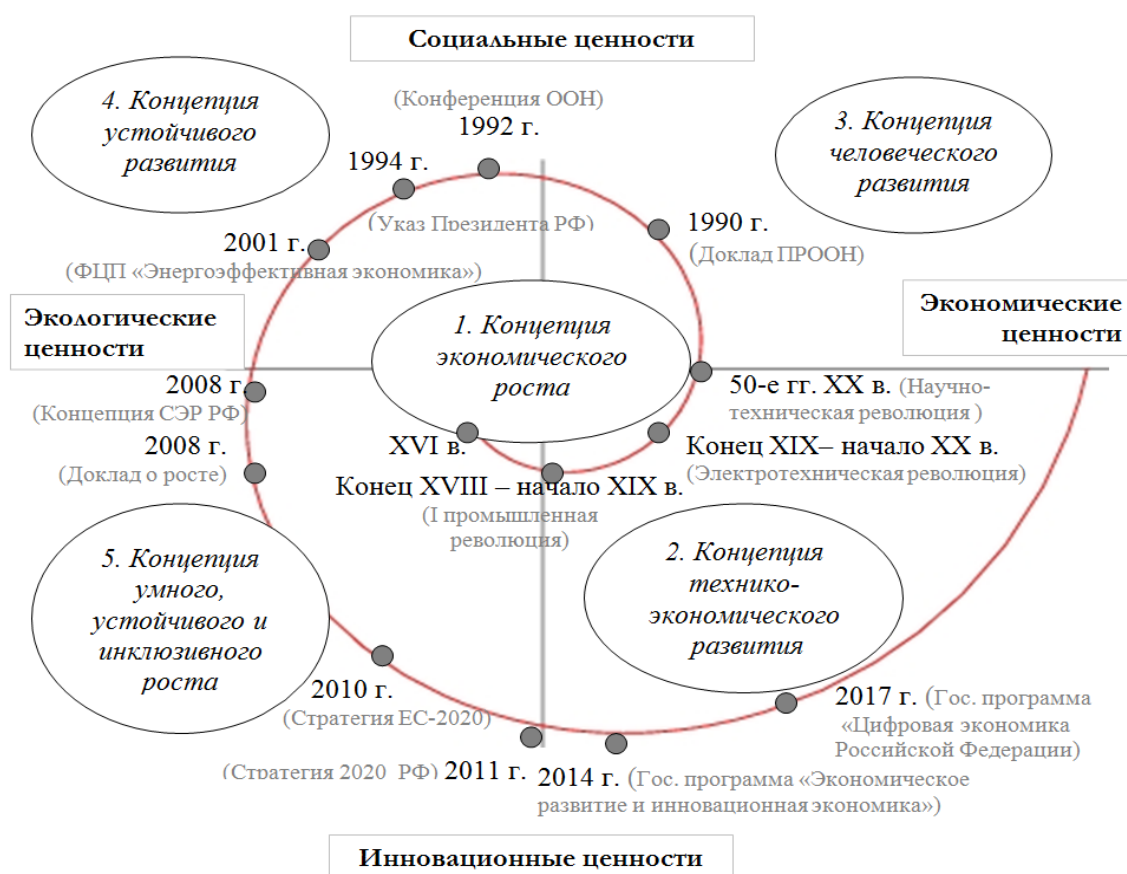 Социальные ценности
4. Концепция
устойчивого
развития
(Конференция ООН)
1992 г.
3. Концепция
человеческого
развития
1994 г.
(Указ Президента РФ)
1990 г.
(Доклад ПРООН)
2001 г.
(ФЦП «Энергоэффективная экономика»)
Экологические
ценности
1. Концепция
экономического
роста
Экономические
ценности
2008 г.
(Концепция СЭР РФ)
50-е гг. XX в. (Научно-
техническая революция )
2008 г.
(Доклад о росте)
XVI в.
Конец XIX– начало XX в.
(Электротехническая революция)
Конец XVIII – начало XIX в.
(I промышленная
революция)
5. Концепция
умного,
устойчивого и
инклюзивного
роста
2. Концепция
технико-
экономического
развития
2010 г.
(Стратегия ЕС-2020)
2017 г. (Гос. программа
«Цифровая экономика
Российской Федерации)
(Стратегия 2020 РФ) 2011 г.
2014 г. (Гос. программа «Экономическое
развитие и инновационная экономика»)
Инновационные ценности